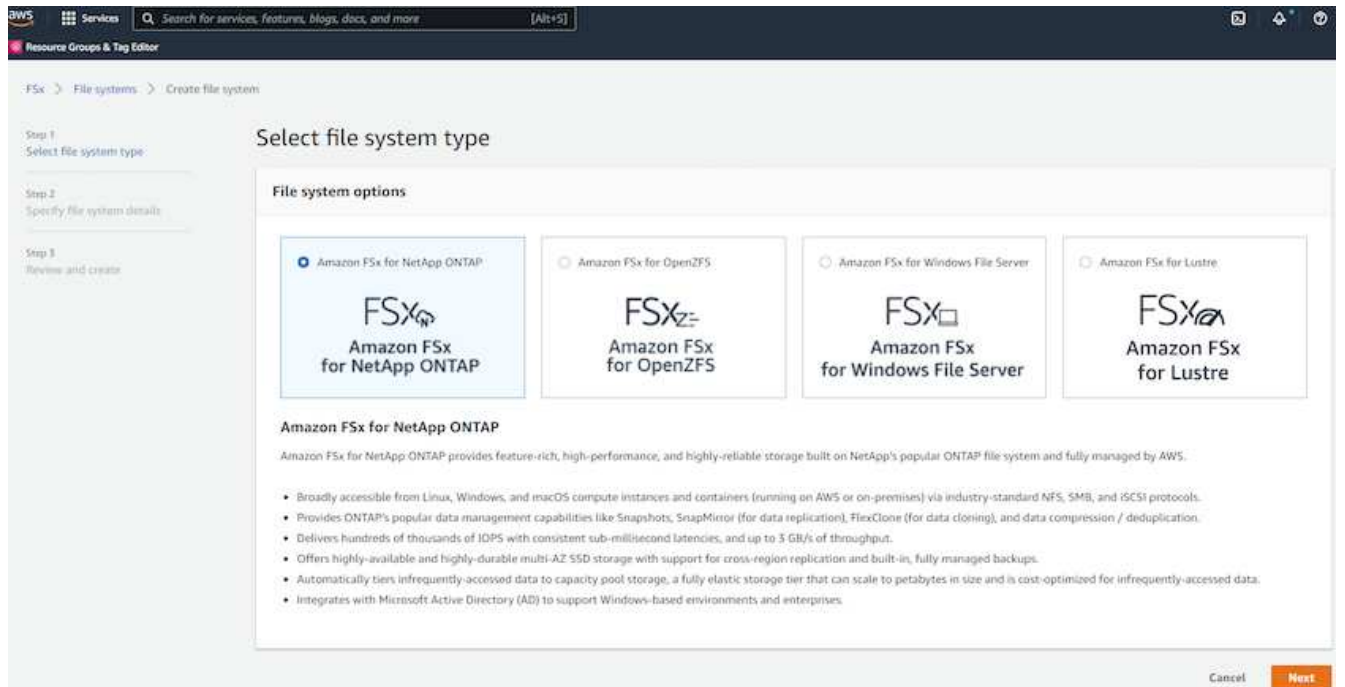 aws
Services
Search for services, features, blogs, docs, and more
[Alt+S]
Resource Groups & Tag Editor
FSx > File systems > Create file system
Step 1
Select file system type
Step 2
Specify file system details
Step 3
Review and create
Select file system type
File system options
Amazon FSx for NetApp ONTAP
FSx N
Amazon FSx
for NetApp ONTAP
Amazon FSx for OpenZFS
FSx Z
Amazon FSx
for OpenZFS
Amazon FSx for Windows File Server
FSx
Amazon FSx
for Windows File Server
Amazon FSx for Lustre
FSx
Amazon FSx
for Lustre
Amazon FSx for NetApp ONTAP
Amazon FSx for NetApp ONTAP provides feature-rich, high-performance, and highly-reliable storage built on NetApp's popular ONTAP file system and fully managed by AWS.
• Broadly accessible from Linux, Windows, and macOS compute instances and containers (running on AWS or on-premises) via industry-standard NFS, SMB, and iSCSI protocols.
• Provides ONTAP's popular data management capabilities like Snapshots, SnapMirror (for data replication), FlexClone (for data cloning), and data compression / deduplication.
• Delivers hundreds of thousands of IOPS with consistent sub-millisecond latencies, and up to 3 GB/s of throughput.
• Offers highly-available and highly-durable multi-AZ SSD storage with support for cross-region replication and built-in, fully managed backups.
• Automatically tiers infrequently-accessed data to capacity pool storage, a fully elastic storage tier that can scale to petabytes in size and is cost-optimized for infrequently-accessed data.
• Integrates with Microsoft Active Directory (AD) to support Windows-based environments and enterprises.
Cancel
Next